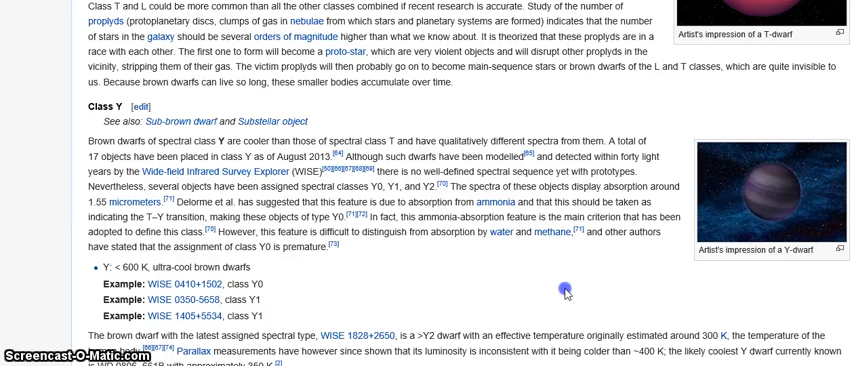 Class T and L could be more common than all the other classes combined if recent research is accurate. Study of the number of
proplyds (protoplanetary discs, clumps of gas in nebulae from which stars and planetary systems are formed) indicates that the number
of stars in the galaxy should be several orders of magnitude higher than what we know about. It is theorized that these proplyds are in a
race with each other. The first one to form will become a proto-star, which are very violent objects and will disrupt other proplyds in the
vicinity, stripping them of their gas. The victim proplyds will then probably go on to become main-sequence stars or brown dwarfs of the L and T classes, which are quite invisible to
us. Because brown dwarfs can live so long, these smaller bodies accumulate over time.
Artist's impression of a T-dwarf
Class Y [edit]
See also: Sub-brown dwarf and Substellar object
Brown dwarfs of spectral class Y are cooler than those of spectral class T and have qualitatively different spectra from them. A total of
17 objects have been placed in class Y as of August 2013.[64] Although such dwarfs have been modelled[65] and detected within forty light
years by the Wide-field Infrared Survey Explorer (WISE)[50][66][67][68][69] there is no well-defined spectral sequence yet with prototypes.
Nevertheless, several objects have been assigned spectral classes Y0, Y1, and Y2.[70] The spectra of these objects display absorption around
1.55 micrometers.[71] Delorme et al. has suggested that this feature is due to absorption from ammonia and that this should be taken as
indicating the T–Y transition, making these objects of type Y0.[71][72] In fact, this ammonia-absorption feature is the main criterion that has been
adopted to define this class.[70] However, this feature is difficult to distinguish from absorption by water and methane,[71] and other authors
have stated that the assignment of class Y0 is premature.[73]
Artist's impression of a Y-dwarf
Y: < 600 K, ultra-cool brown dwarfs
Example: WISE 0410+1502, class Y0
Example: WISE 0350-5658, class Y1
Example: WISE 1405+5534, class Y1
The brown dwarf with the latest assigned spectral type, WISE 1828+2650, is a >Y2 dwarf with an effective temperature originally estimated around 300 K, the temperature of the
body.[66][67][74] Parallax measurements have however since shown that its luminosity is inconsistent with it being colder than ~400 K; the likely coolest Y dwarf currently known
is WD 0806-661B with approximately 350 K.[2]
Screencast-O-Matic.com